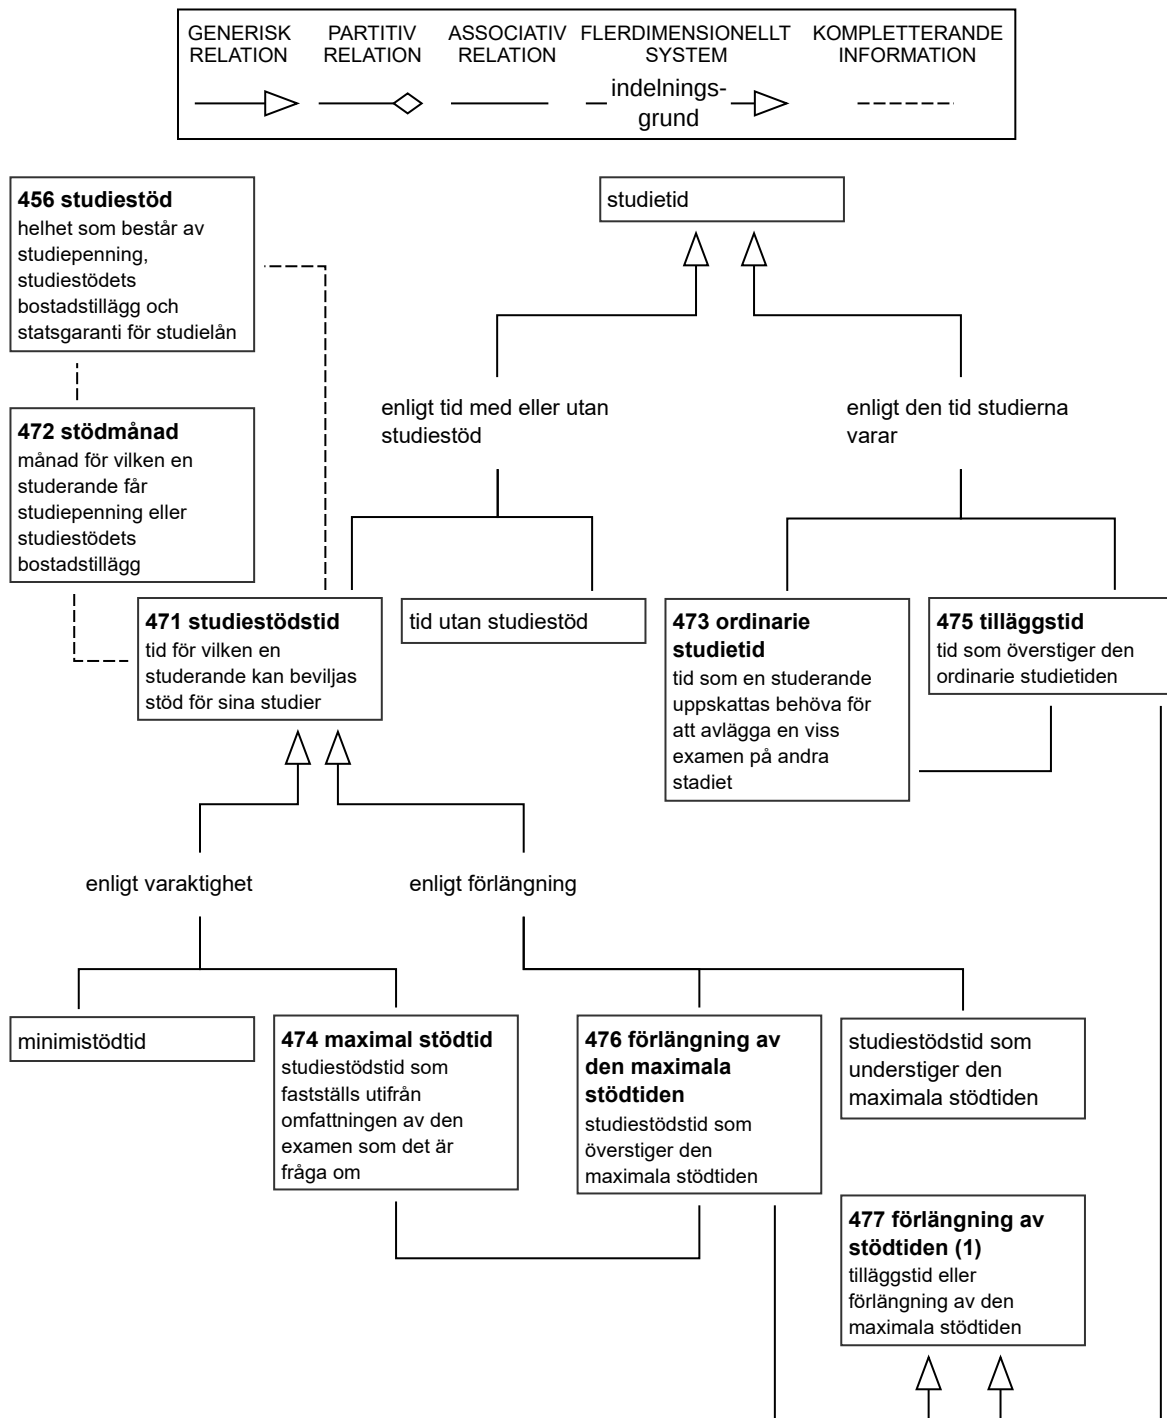 GENERISK
RELATION
PARTITIV
RELATION
ASSOCIATIV
RELATION
FLERDIMENSIONELLT
SYSTEM
KOMPLETTERANDE
INFORMATION
indelnings-
grund
456 studiestöd
helhet som består av
studiepenning,
studiestödets
bostadstillägg och
statsgaranti för studielån
studietid
472 stödmånad
månad för vilken en
studerande får
studiepenning eller
studiestödets
bostadstillägg
enligt tid med eller utan
studiestöd
enligt den tid studierna
varar
471 studiestödstid
tid för vilken en
studerande kan beviljas
stöd för sina studier
tid utan studiestöd
473 ordinarie
studietid
tid som en studerande
uppskattas behöva för
att avlägga en viss
examen på andra
stadiet
475 tilläggstid
tid som överstiger den
ordinarie studietiden
enligt varaktighet
enligt förlängning
minimistödtid
474 maximal stödtid
studiestödstid som
fastställs utifrån
omfattningen av den
examen som det är
fråga om
476 förlängning av
den maximala
stödtiden
studiestödstid som
överstiger den
maximala stödtiden
studiestödstid som
understiger den
maximala stödtiden
477 förlängning av
stödtiden (1)
tilläggstid eller
förlängning av den
maximala stödtiden